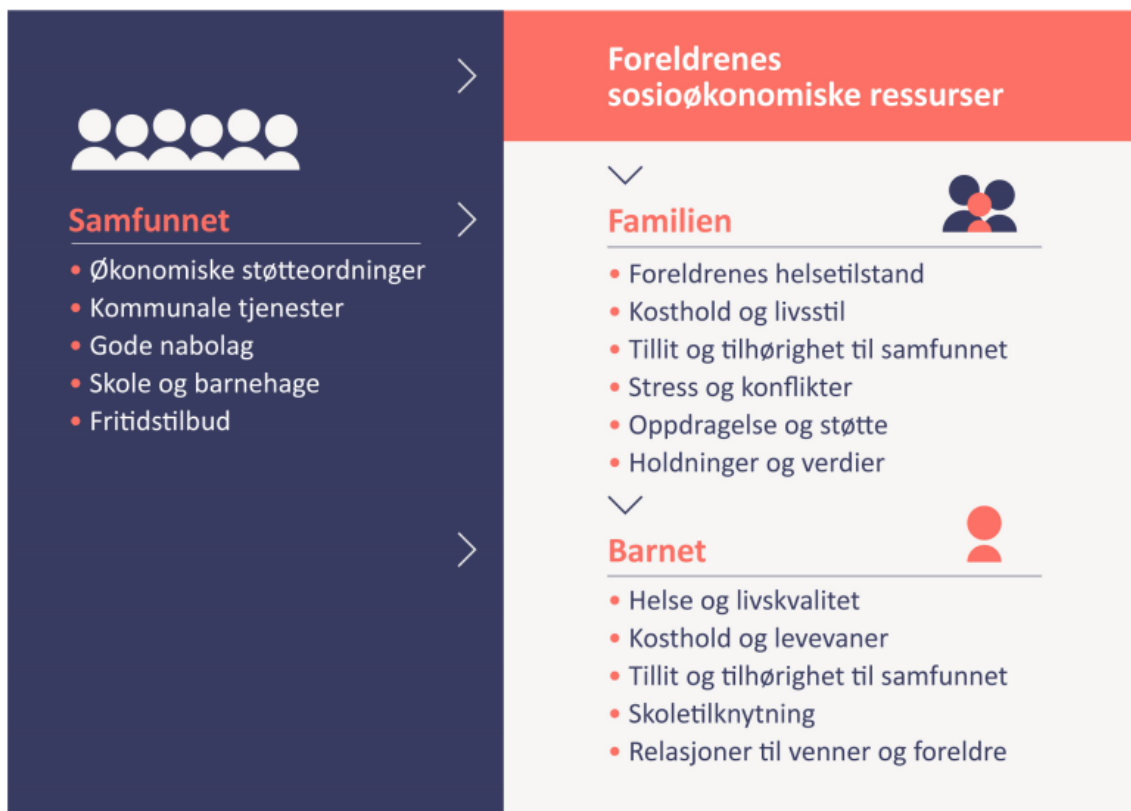 Samfunnet
• Økonomiske støtteordninger
• Kommunale tjenester
• Gode nabolag
• Skole og barnehage
• Fritidstilbud
Foreldrenes
sosioøkonomiske ressurser
Familien
• Foreldrenes helsetilstand
• Kosthold og livsstil
• Tillit og tilhørighet til samfunnet
• Stress og konflikter
• Oppdragelse og støtte
• Holdninger og verdier
Barnet
• Helse og livskvalitet
• Kosthold og levevaner
• Tillit og tilhørighet til samfunnet
• Skoletilknytning
• Relasjoner til venner og foreldre